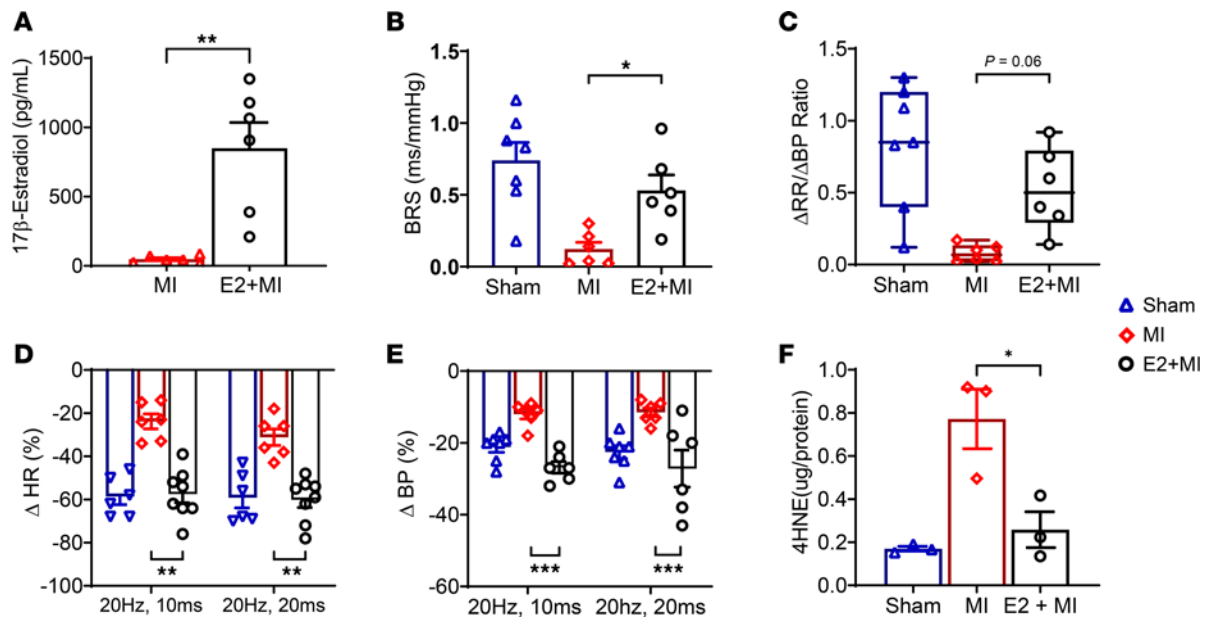 A
17β-Estradiol (pg/mL)
1500
1000
500
0
**
MI
E2+MI
B
BRS (ms/mmHg)
1.5
1.0
0.5
0.0
*
Sham
MI
E2+MI
C
ΔRR/ΔBP Ratio
1.5
1.0
0.5
0.0
P = 0.06
Sham
MI
E2+MI
Sham
MI
E2+MI
D
Δ HR (%)
0
-20
-40
-60
-80
-100
**
**
20Hz, 10ms
20Hz, 20ms
E
Δ BP (%)
0
-20
-40
-60
***
***
20Hz, 10ms
20hz, 20ms
F
4HNE(ug/protein)
1.0
0.8
0.6
0.4
0.2
0.0
*
Sham
MI
E2 + MI